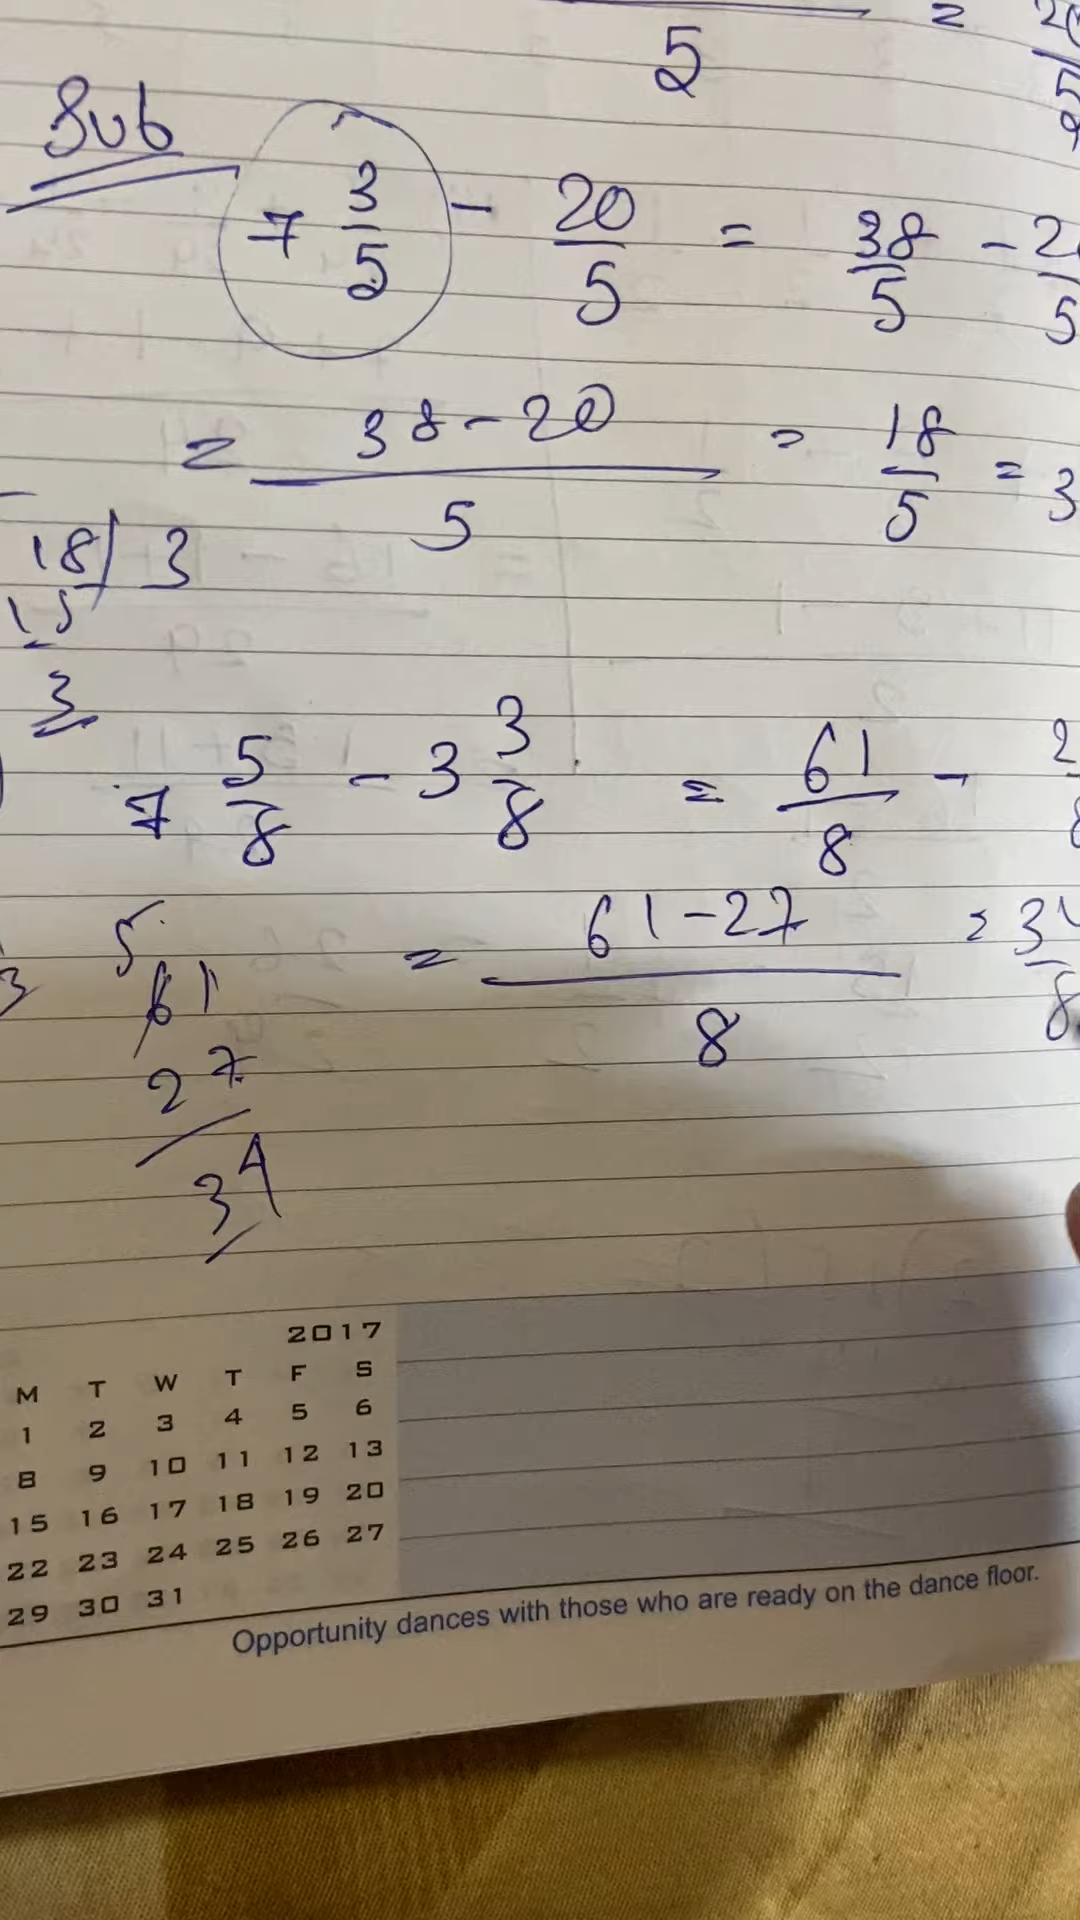 5 =
Sub
7 3/5 - 20/5 = 38/5 - 2
= 38-20/5 = 18/5 = 3
18) 3
15
3
7 5/8 - 3 3/8 = 61/8 -
= 61-27/8 = 34/8
5
61
27
34
2017
M T W T F S
1 2 3 4 5 6
8 9 10 11 12 13
15 16 17 18 19 20
22 23 24 25 26 27
29 30 31
Opportunity dances with those who are ready on the dance floor.